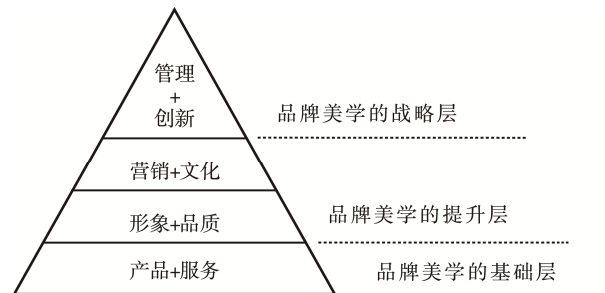 管理
+
创新
品牌美学的战略层
营销+文化
形象+品质
品牌美学的提升层
产品+服务
品牌美学的基础层